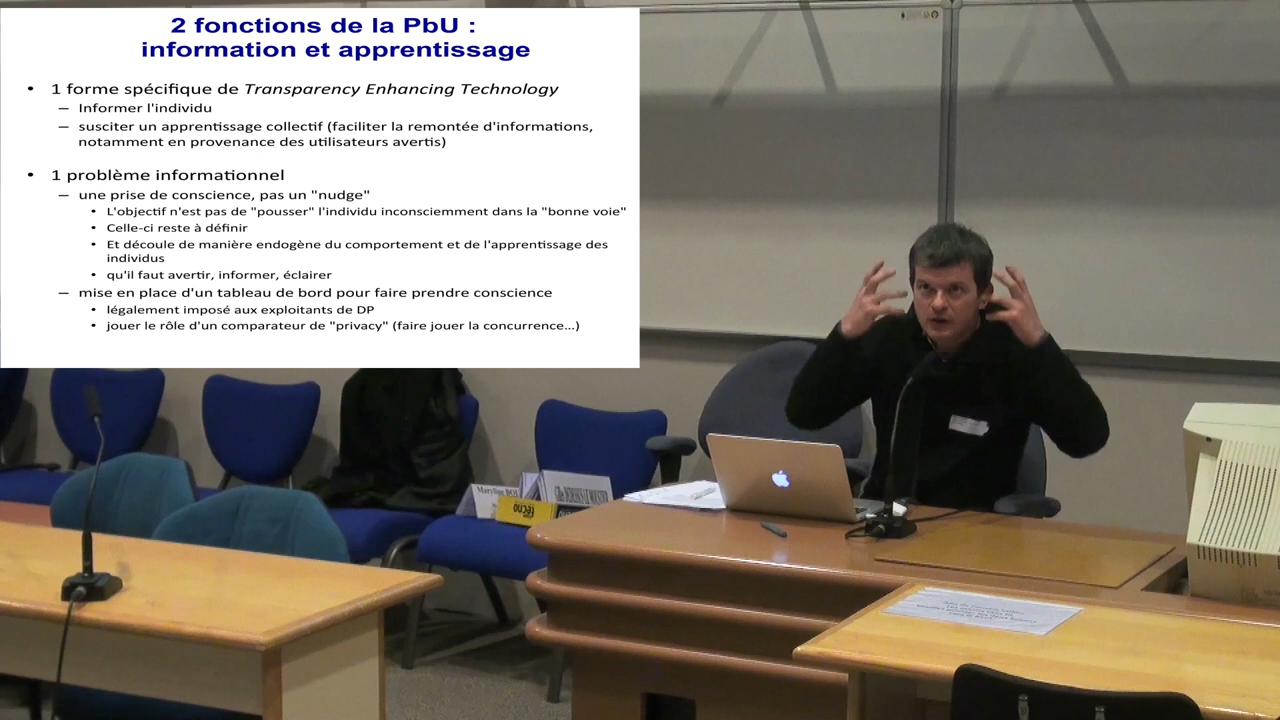 2 fonctions de la PbU :
information et apprentissage
• 1 forme spécifique de Transparency Enhancing Technology
– Informer l'individu
– susciter un apprentissage collectif (faciliter la remontée d'informations,
notamment en provenance des utilisateurs avertis)
• 1 problème informationnel
– une prise de conscience, pas un "nudge"
• L'objectif n'est pas de "pousser" l'individu inconsciemment dans la "bonne voie"
• Celle-ci reste à définir
• Et découle de manière endogène du comportement et de l'apprentissage des
individus
• qu'il faut avertir, informer, éclairer
– mise en place d'un tableau de bord pour faire prendre conscience
• légalement imposé aux exploitants de DP
• jouer le rôle d'un comparateur de "privacy" (faire jouer la concurrence...)
Maryline
tecno